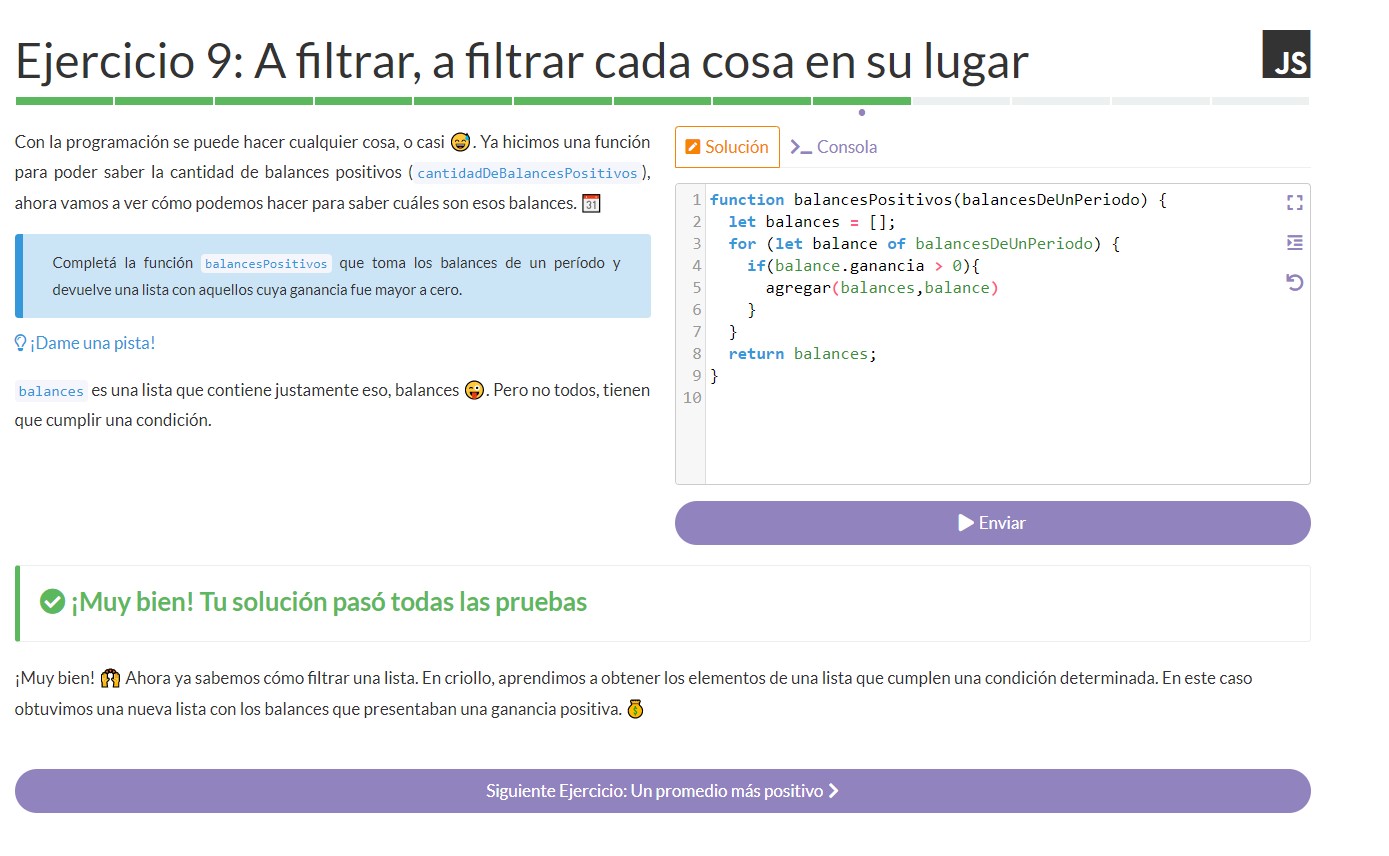 Ejercicio 9: A filtrar, a filtrar cada cosa en su lugar
JS
Con la programación se puede hacer cualquier cosa, o casi 😅. Ya hicimos una función
para poder saber la cantidad de balances positivos ( cantidadDeBalancesPositivos ),
ahora vamos a ver cómo podemos hacer para saber cuáles son esos balances. 📅
Completá la función balancesPositivos que toma los balances de un período y
devuelve una lista con aquellos cuya ganancia fue mayor a cero.
¡Dame una pista!
balances es una lista que contiene justamente eso, balances 😜. Pero no todos, tienen
que cumplir una condición.
Solución
Consola
1 function balancesPositivos(balancesDeUnPeriodo) {
2   let balances = [];
3   for (let balance of balancesDeUnPeriodo) {
4     if(balance.ganancia > 0){
5       agregar(balances,balance)
6     }
7   }
8   return balances;
9 }
10
Enviar
¡Muy bien! Tu solución pasó todas las pruebas
¡Muy bien! 🙌 Ahora ya sabemos cómo filtrar una lista. En criollo, aprendimos a obtener los elementos de una lista que cumplen una condición determinada. En este caso
obtuvimos una nueva lista con los balances que presentaban una ganancia positiva. 💰
Siguiente Ejercicio: Un promedio más positivo